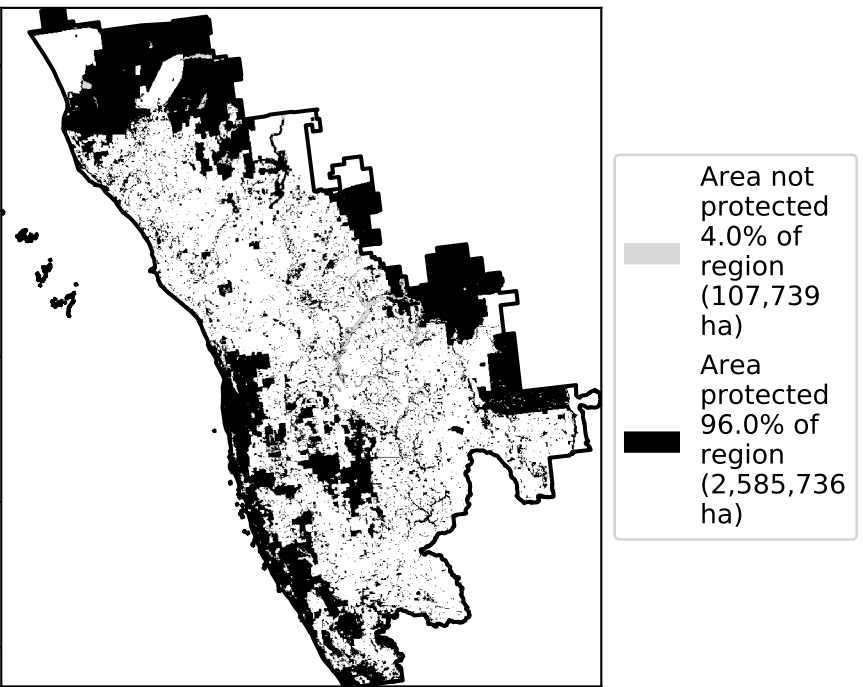 Area not
protected
4.0% of
region
(107,739
ha)
Area
protected
96.0% of
region
(2,585,736
ha)